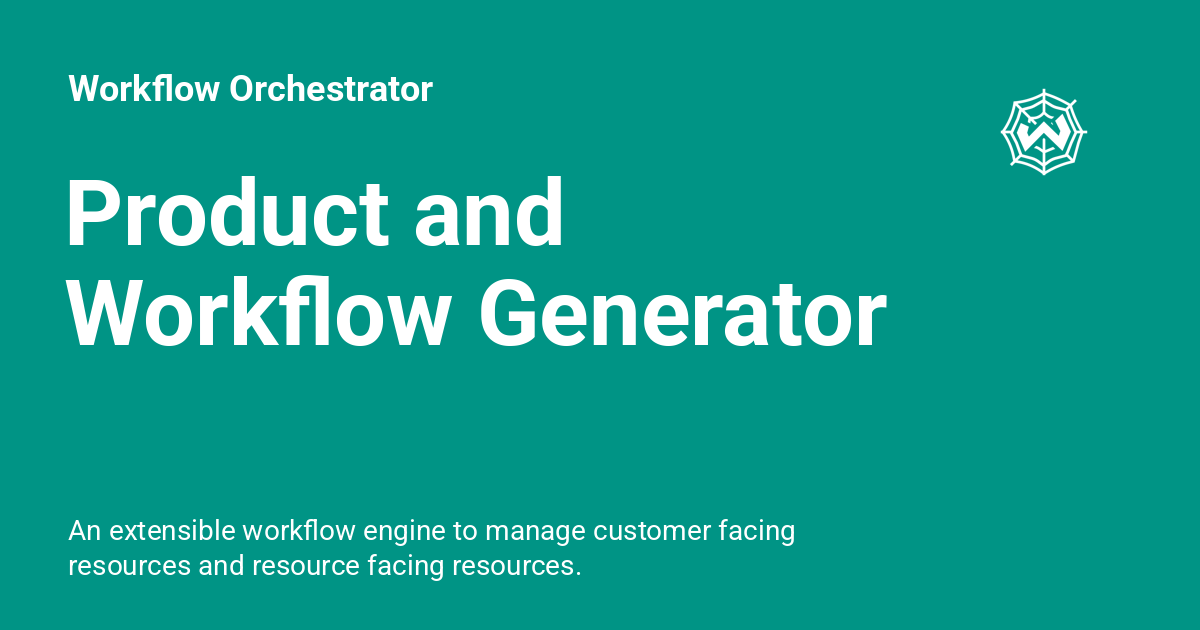 Workflow Orchestrator
W
Product and
Workflow Generator
An extensible workflow engine to manage customer facing
resources and resource facing resources.